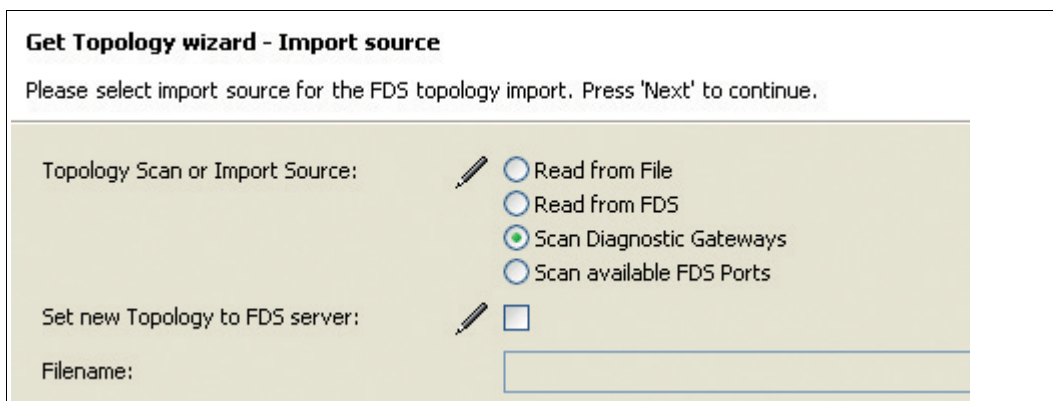 Get Topology wizard - Import source
Please select import source for the FDS topology import. Press 'Next' to continue.
Topology Scan or Import Source:
Read from File
Read from FDS
Scan Diagnostic Gateways
Scan available FDS Ports
Set new Topology to FDS server:
Filename: